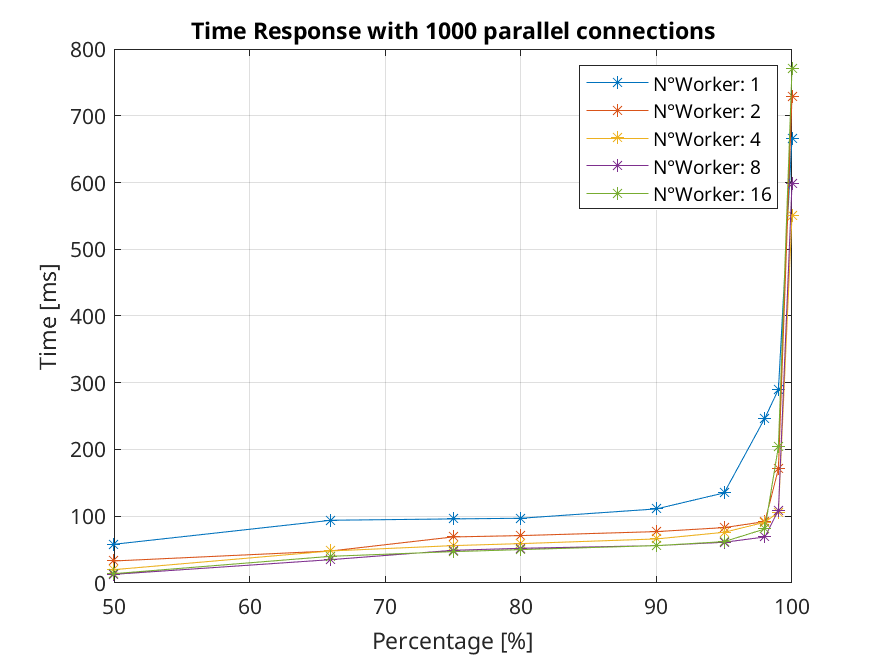 Time Response with 1000 parallel connections
800
700
600
500
400
300
200
100
0
Time [ms]
N°Worker: 1
N°Worker: 2
N°Worker: 4
N°Worker: 8
N°Worker: 16
50
60
70
80
90
100
Percentage [%]